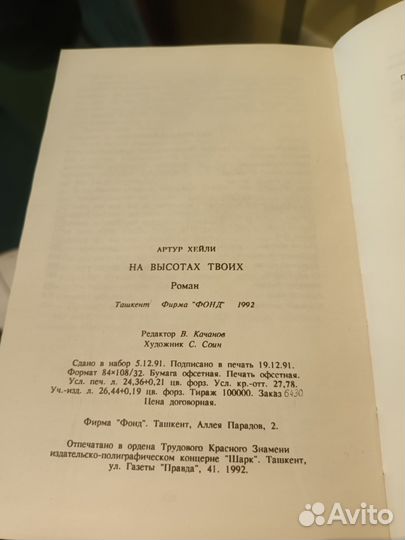 АРТУР ХЕЙЛИ
НА ВЫСОТАХ ТВОИХ
Роман
Ташкент Фирма "ФОНД" 1992
Редактор В. Качанов
Художник С. Соин
Сдано в набор 5.12.91. Подписано в печать 19.12.91.
Формат 84×108/32. Бумага офсетная. Печать офсетная.
Усл. печ. л. 24,36+0,21 цв. форз. Усл. кр.-отт. 27,78.
Уч.-изд. л. 26,44+0,19 цв. форз. Тираж 100000. Заказ 6430
Цена договорная.
Фирма "Фонд". Ташкент, Аллея Парадов, 2.
Отпечатано в ордена Трудового Красного Знамени
издательско-полиграфическом концерне "Шарк". Ташкент,
ул. Газеты "Правда", 41. 1992.
Avito